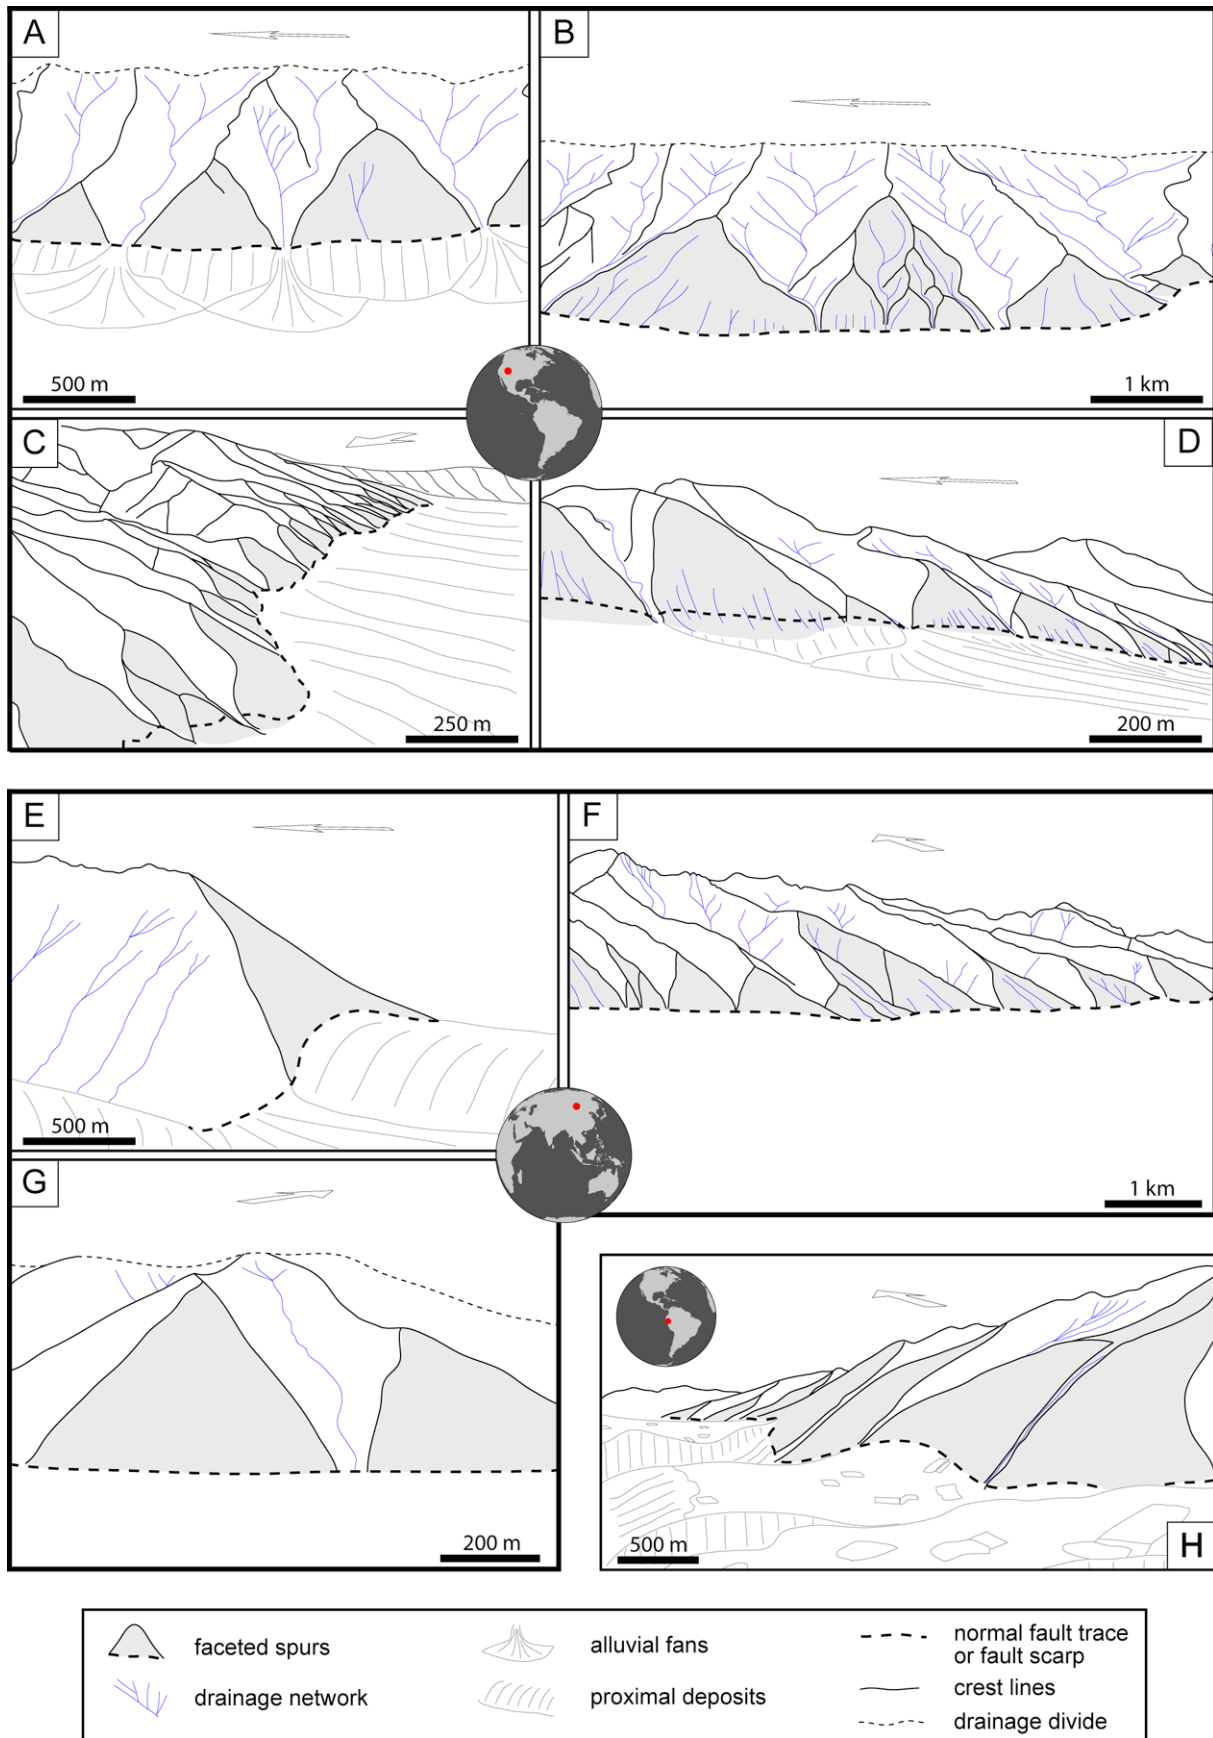 A
B
500 m
1 km
C
D
250 m
200 m
E
F
500 m
1 km
G
200 m
500 m
H
faceted spurs
alluvial fans
normal fault trace
or fault scarp
drainage network
proximal deposits
crest lines
drainage divide